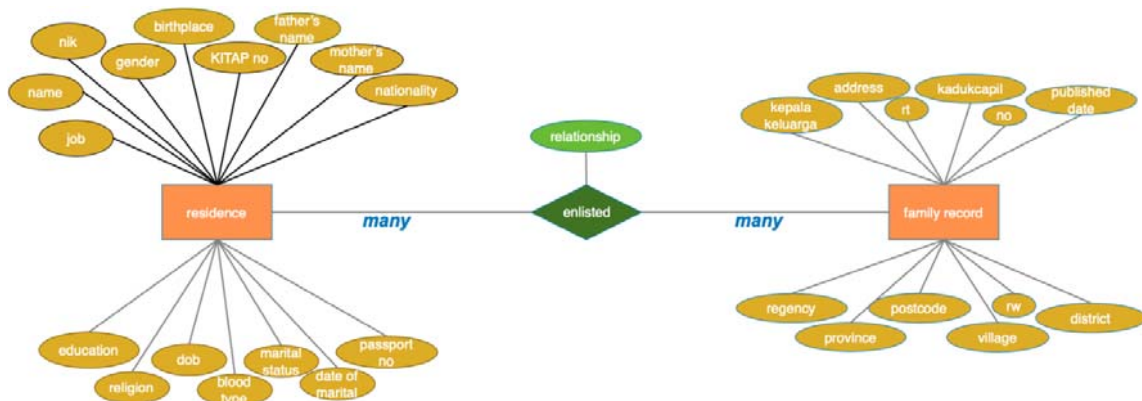 father's
name
birthplace
nik
gender
KITAP no
mother's
name
name
nationality
job
address
kadukcapil
published
date
kepala
keluarga
rt
no
relationship
residence
many
enlisted
many
family record
regency
postcode
rw
district
province
village
education
dob
marital
status
passport
no
religion
blood
type
date of
marital